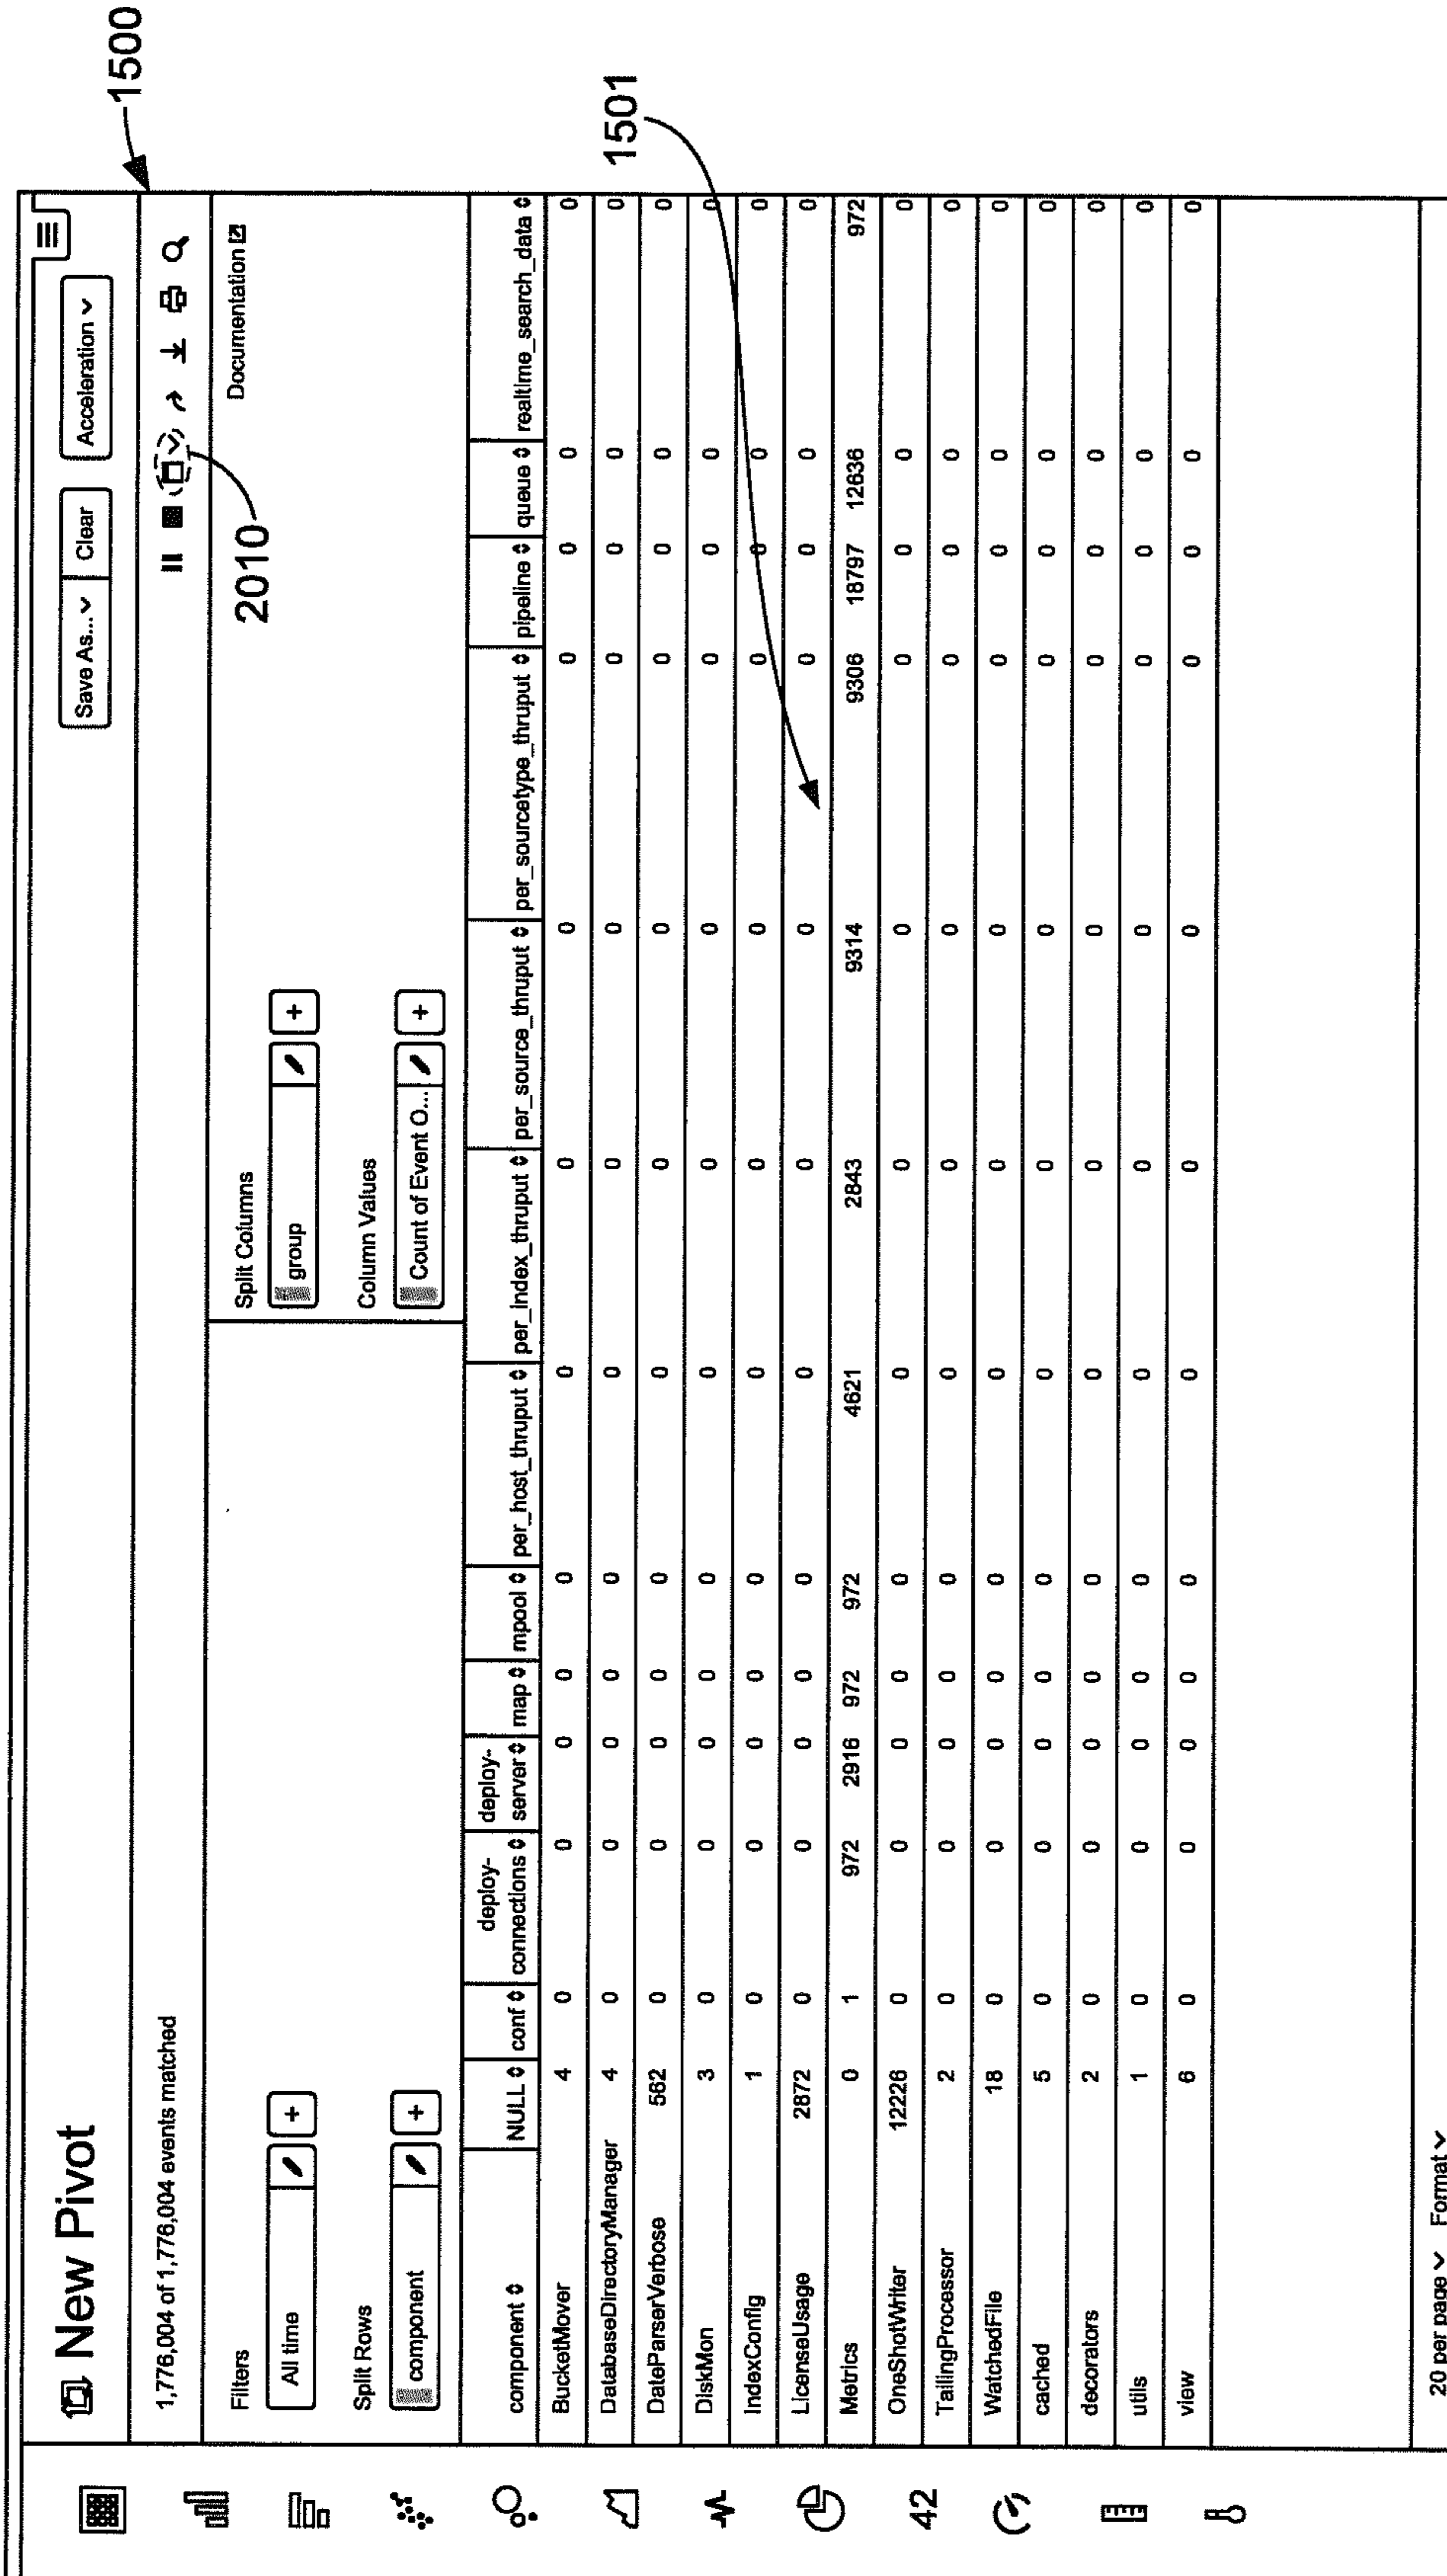 New Pivot
Save As... Clear Acceleration
1500
1,776,004 of 1,776,004 events matched
2010
Filters
Split Columns
Documentation
All time +
group +
Split Rows
Column Values
component +
Count of Event O... +
1501
component NULL conf deploy-connections deploy-server map mpool per_host_thruput per_index_thruput per_source_thruput per_sourcetype_thruput pipeline queue realtime_search_data
BucketMover 4 0 0 0 0 0 0 0 0 0 0 0 0
DatabaseDirectoryManager 4 0 0 0 0 0 0 0 0 0 0 0 0
DateParserVerbose 562 0 0 0 0 0 0 0 0 0 0 0 0
DiskMon 3 0 0 0 0 0 0 0 0 0 0 0 0
IndexConfig 1 0 0 0 0 0 0 0 0 0 0 0 0
LicenseUsage 2872 0 0 0 0 0 0 0 0 0 0 0 0
Metrics 0 1 972 2916 972 972 4621 2843 9314 9306 18797 12636 972
OneShotWriter 12226 0 0 0 0 0 0 0 0 0 0 0 0
TailingProcessor 2 0 0 0 0 0 0 0 0 0 0 0 0
WatchedFile 18 0 0 0 0 0 0 0 0 0 0 0 0
cached 5 0 0 0 0 0 0 0 0 0 0 0 0
decorators 2 0 0 0 0 0 0 0 0 0 0 0 0
utils 1 0 0 0 0 0 0 0 0 0 0 0 0
view 6 0 0 0 0 0 0 0 0 0 0 0 0
42
20 per page Format